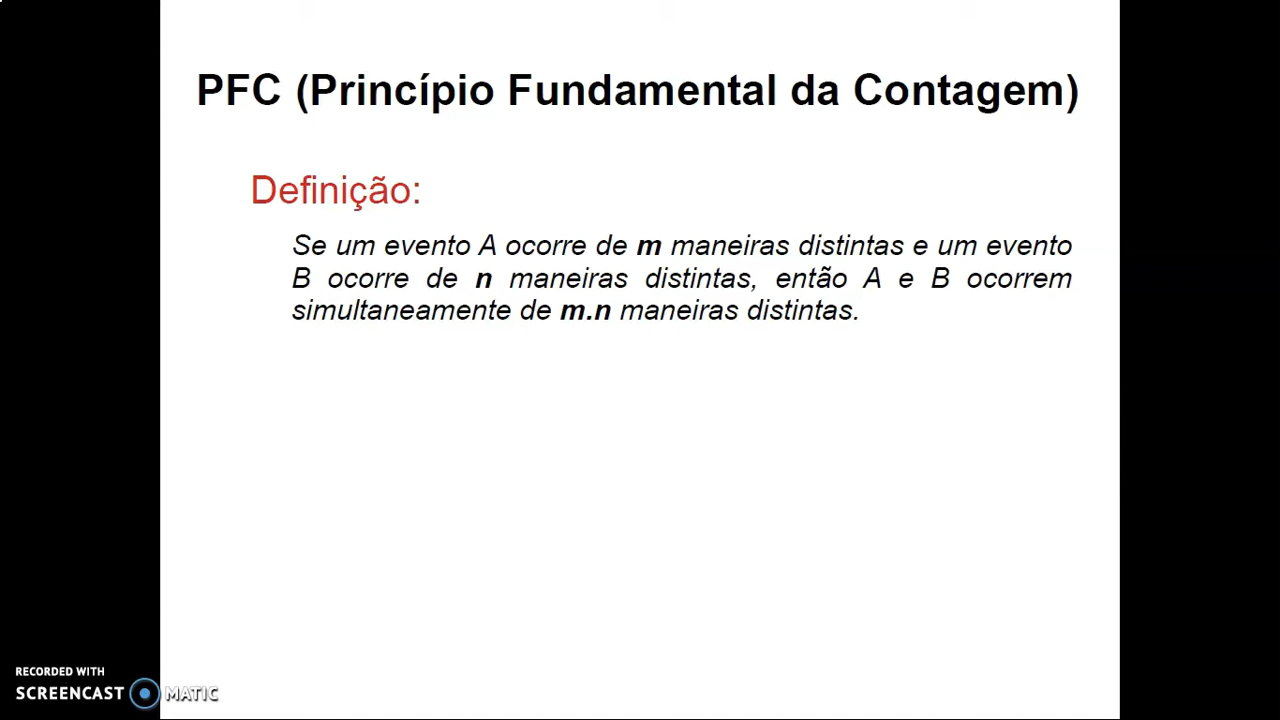 PFC (Princípio Fundamental da Contagem)
Definição:
Se um evento A ocorre de m maneiras distintas e um evento
B ocorre de n maneiras distintas, então A e B ocorrem
simultaneamente de m.n maneiras distintas.
RECORDED WITH
SCREENCAST MATIC